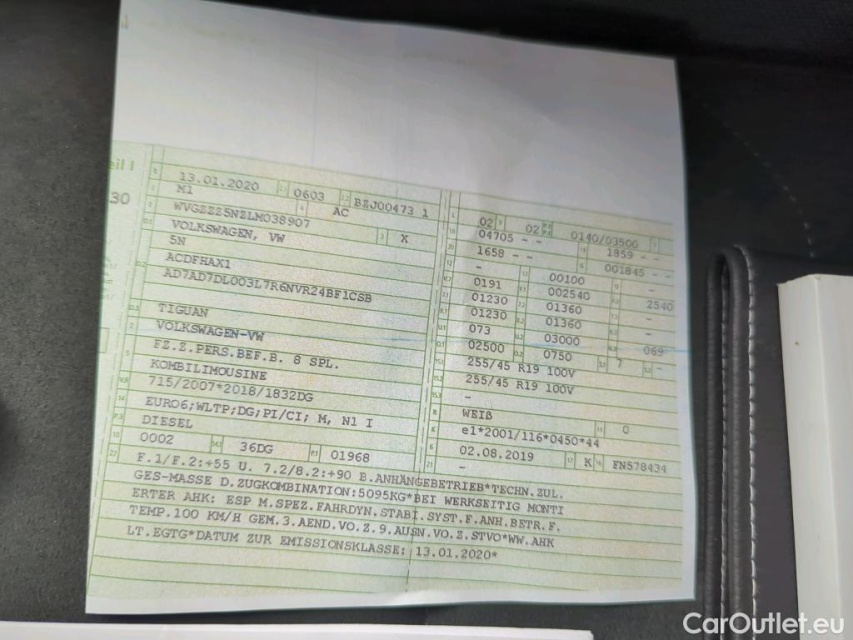 eil I
30
13.01.2020 0603 BZJ00473 1
M1 AC
WVGZZZ5NZLM038907
VOLKSWAGEN, VW X
5N
ACDFHAX1
AD7AD7DL003L7R6NVR24BF1CSB
TIGUAN
VOLKSWAGEN-VW
FZ.Z.PERS.BEF.B. 8 SPL.
KOMBILIMOUSINE
715/2007*2018/1832DG
EURO6;WLTP;DG;PI/CI; M, N1 I
DIESEL
0002 36DG 01968
02 02 0140/03500
04705 - - 1859 - -
1658 - - 001845 - -
- 00100 -
0191 002540 2540
01230 01360 -
01230 01360 -
073 03000 069
02500 0750 7 -
255/45 R19 100V
255/45 R19 100V
-
WEIß 0
e1*2001/116*0450*44
02.08.2019 K FN578434
-
F.1/F.2:+55 U. 7.2/8.2:+90 B.ANHÄNGEBETRIEB*TECHN.ZUL.
GES-MASSE D.ZUGKOMBINATION:5095KG*BEI WERKSEITIG MONTI
ERTER AHK: ESP M.SPEZ.FAHRDYN.STABI.SYST.F.ANH.BETR.F.
TEMP.100 KM/H GEM.3.AEND.VO.Z.9.AUSN.VO.Z.STVO*WW.AHK
LT.EGTG*DATUM ZUR EMISSIONSKLASSE: 13.01.2020*
CarOutlet.eu